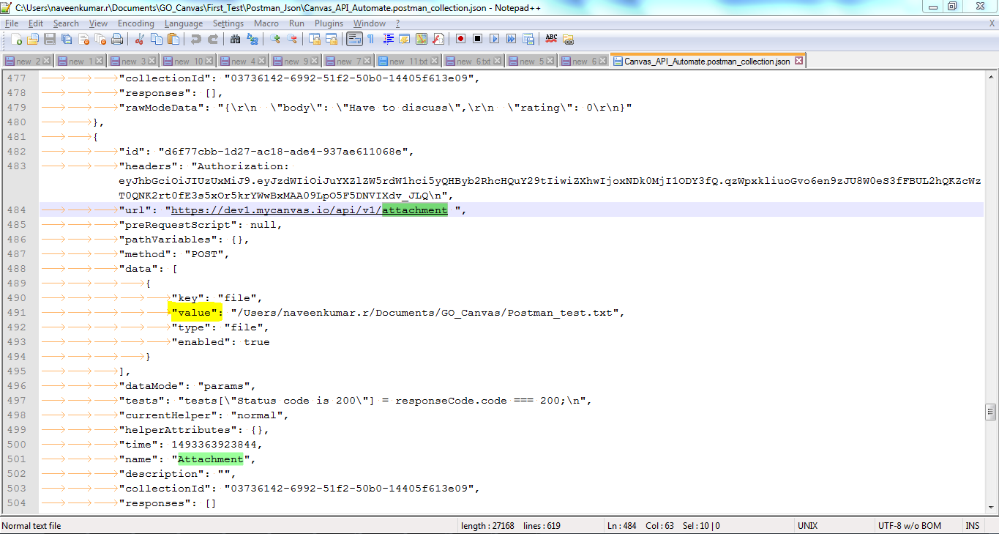 C:\Users\naveenkumar.r\Documents\GO_Canvas\First_Test\Postman_Json\Canvas_API_Automate.postman_collection.json - Notepad++
File Edit Search View Encoding Language Settings Macro Run Plugins Window ? X
new 2 new 1 new 3 new 10 new 4 new 9 new 7 new 11.txt new 6.txt new 5 new 6 Canvas_API_Automate.postman_collection.json
477 "collectionId": "03736142-6992-51f2-50b0-14405f613e09",
478 "responses": [],
479 "rawModeData": "{\r\n  \"body\": \"Have to discuss\",\r\n  \"rating\": 0\r\n}"
480 },
481 {
482 "id": "d6f77cbb-1d27-ac18-ade4-937ae611068e",
483 "headers": "Authorization:
eyJhbGciOiJIUzUxMiJ9.eyJzdWIiOiJuYXZlZW5rdW1hci5yQHByb2RhcHQuY29tIiwiZXhwIjoxNDk0MjI1ODY3fQ.qzWpxkliuoGvo6en9zJU8W0eS3fFBUL2hQKZcWz
T0QNK2rt0fE3s5xOr5krYWwBxMAA09LpO5F5DNVIXdv_JLQ\n",
484 "url": "https://dev1.mycanvas.io/api/v1/attachment ",
485 "preRequestScript": null,
486 "pathVariables": {},
487 "method": "POST",
488 "data": [
489 {
490 "key": "file",
491 "value": "/Users/naveenkumar.r/Documents/GO_Canvas/Postman_test.txt",
492 "type": "file",
493 "enabled": true
494 }
495 ],
496 "dataMode": "params",
497 "tests": "tests[\"Status code is 200\"] = responseCode.code === 200;\n",
498 "currentHelper": "normal",
499 "helperAttributes": {},
500 "time": 1493363923844,
501 "name": "Attachment",
502 "description": "",
503 "collectionId": "03736142-6992-51f2-50b0-14405f613e09",
504 "responses": []
Normal text file length : 27168 lines : 619 Ln : 484 Col : 63 Sel : 10 | 0 UNIX UTF-8 w/o BOM INS